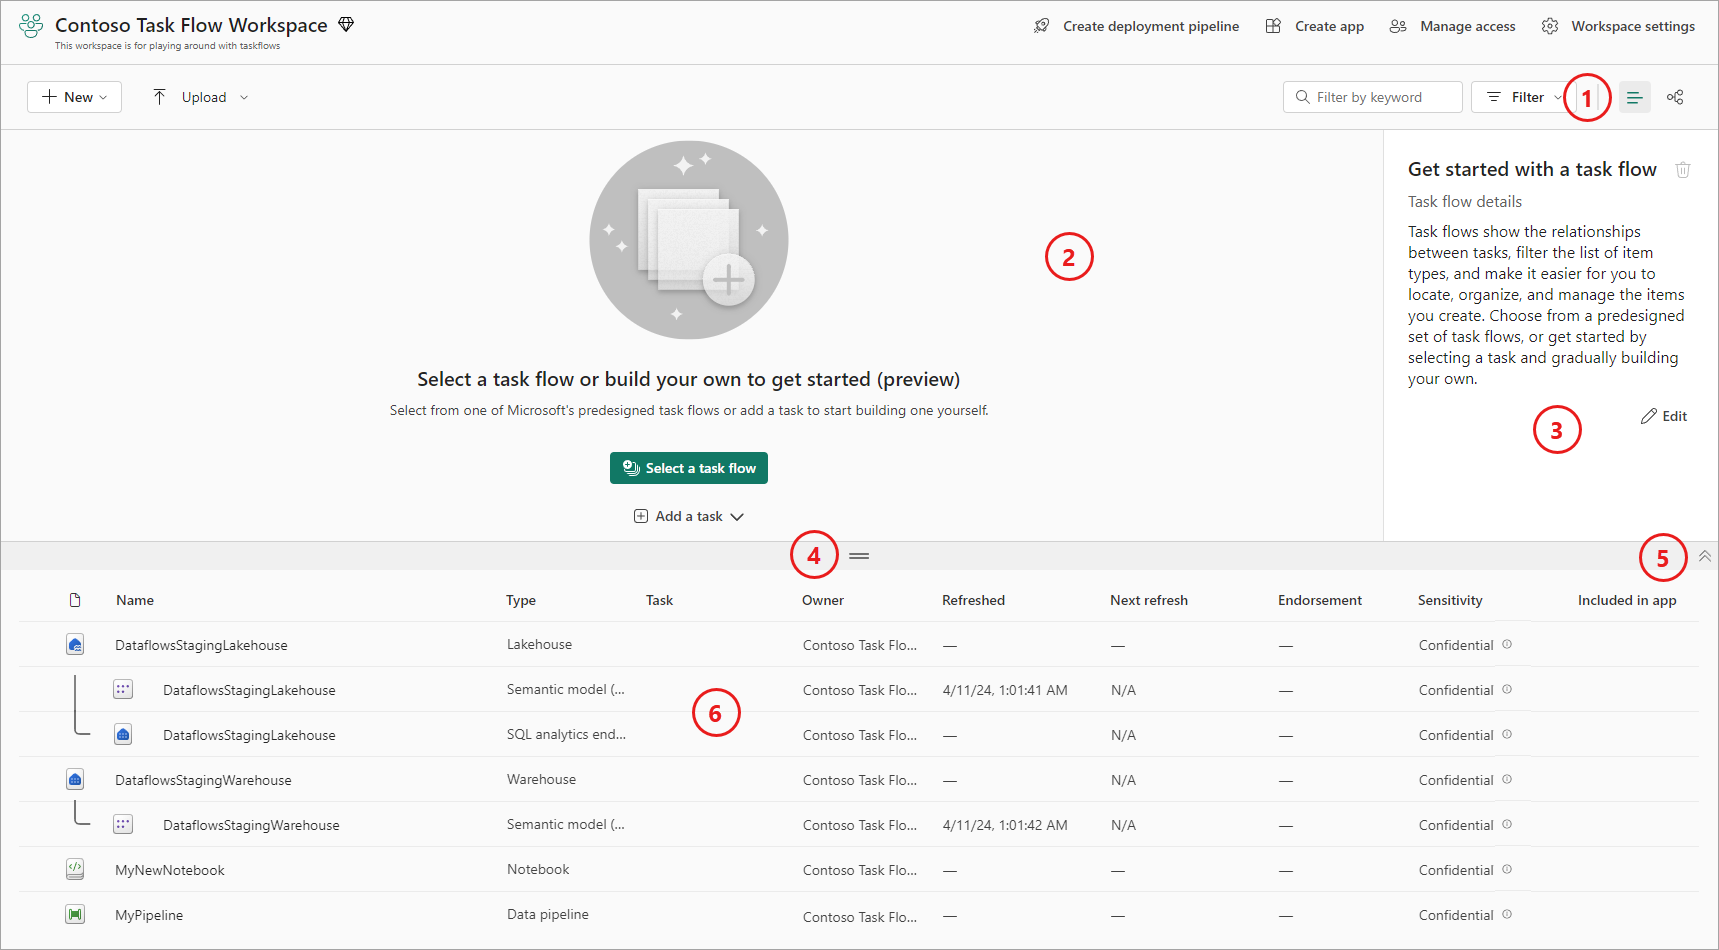 Contoso Task Flow Workspace
This workspace is for playing around with taskflows
Create deployment pipeline
Create app
Manage access
Workspace settings
New
Upload
Filter by keyword
Filter
1
2
Select a task flow or build your own to get started (preview)
Select from one of Microsoft's predesigned task flows or add a task to start building one yourself.
Select a task flow
Add a task
Get started with a task flow
Task flow details
Task flows show the relationships
between tasks, filter the list of item
types, and make it easier for you to
locate, organize, and manage the items
you create. Choose from a predesigned
set of task flows, or get started by
selecting a task and gradually building
your own.
3
Edit
4
5
Name Type Task Owner Refreshed Next refresh Endorsement Sensitivity Included in app
DataflowsStagingLakehouse Lakehouse Contoso Task Flo... — — — Confidential
DataflowsStagingLakehouse Semantic model (... Contoso Task Flo... 4/11/24, 1:01:41 AM N/A — Confidential
6
DataflowsStagingLakehouse SQL analytics end... Contoso Task Flo... — N/A — Confidential
DataflowsStagingWarehouse Warehouse Contoso Task Flo... — N/A — Confidential
DataflowsStagingWarehouse Semantic model (... Contoso Task Flo... 4/11/24, 1:01:42 AM N/A — Confidential
MyNewNotebook Notebook Contoso Task Flo... — — — Confidential
MyPipeline Data pipeline Contoso Task Flo... — — — Confidential